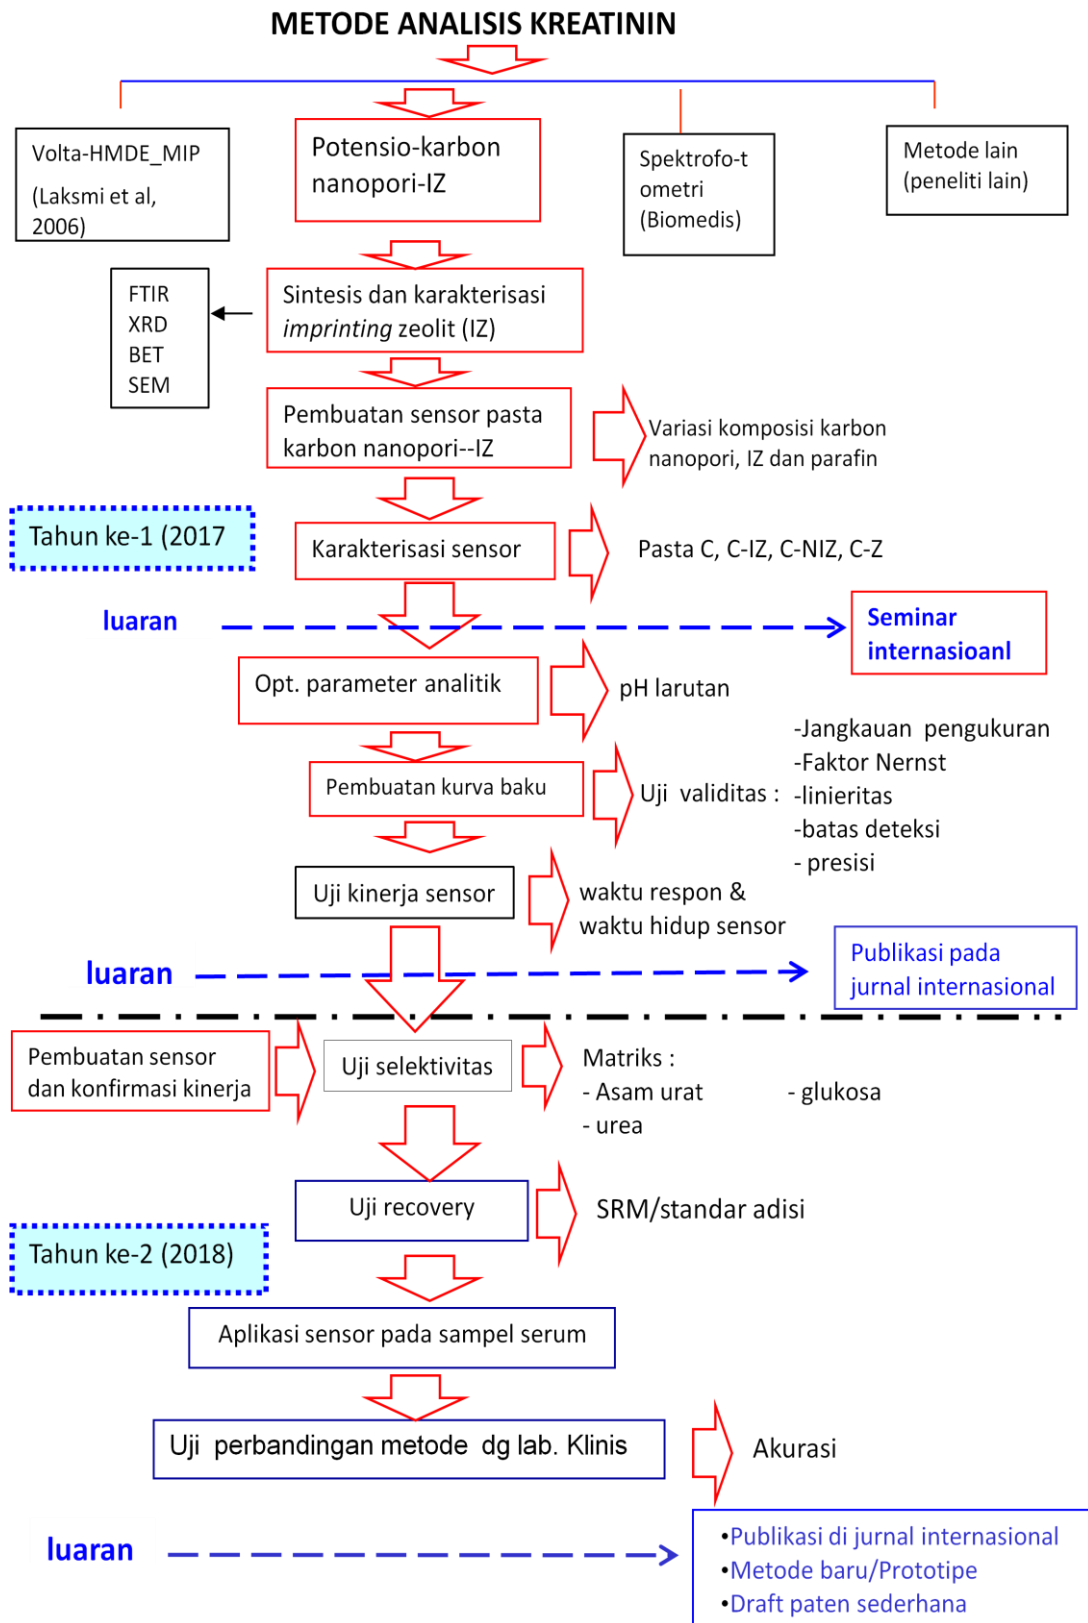 METODE ANALISIS KREATININ
Volta-HMDE_MIP
(Laksmi et al,
2006)
Potensio-karbon
nanopori-IZ
Spektrofo-t
ometri
(Biomedis)
Metode lain
(peneliti lain)
FTIR
XRD
BET
SEM
Sintesis dan karakterisasi
imprinting zeolit (IZ)
Pembuatan sensor pasta
karbon nanopori--IZ
Variasi komposisi karbon
nanopori, IZ dan parafin
Tahun ke-1 (2017
Karakterisasi sensor
Pasta C, C-IZ, C-NIZ, C-Z
luaran
Seminar
internasioanl
Opt. parameter analitik
pH larutan
Pembuatan kurva baku
Uji validitas :
-Jangkauan pengukuran
-Faktor Nernst
-linieritas
-batas deteksi
- presisi
Uji kinerja sensor
waktu respon &
waktu hidup sensor
luaran
Publikasi pada
jurnal internasional
Pembuatan sensor
dan konfirmasi kinerja
Uji selektivitas
Matriks :
- Asam urat - glukosa
- urea
Uji recovery
SRM/standar adisi
Tahun ke-2 (2018)
Aplikasi sensor pada sampel serum
Uji perbandingan metode dg lab. Klinis
Akurasi
luaran
•Publikasi di jurnal internasional
•Metode baru/Prototipe
•Draft paten sederhana